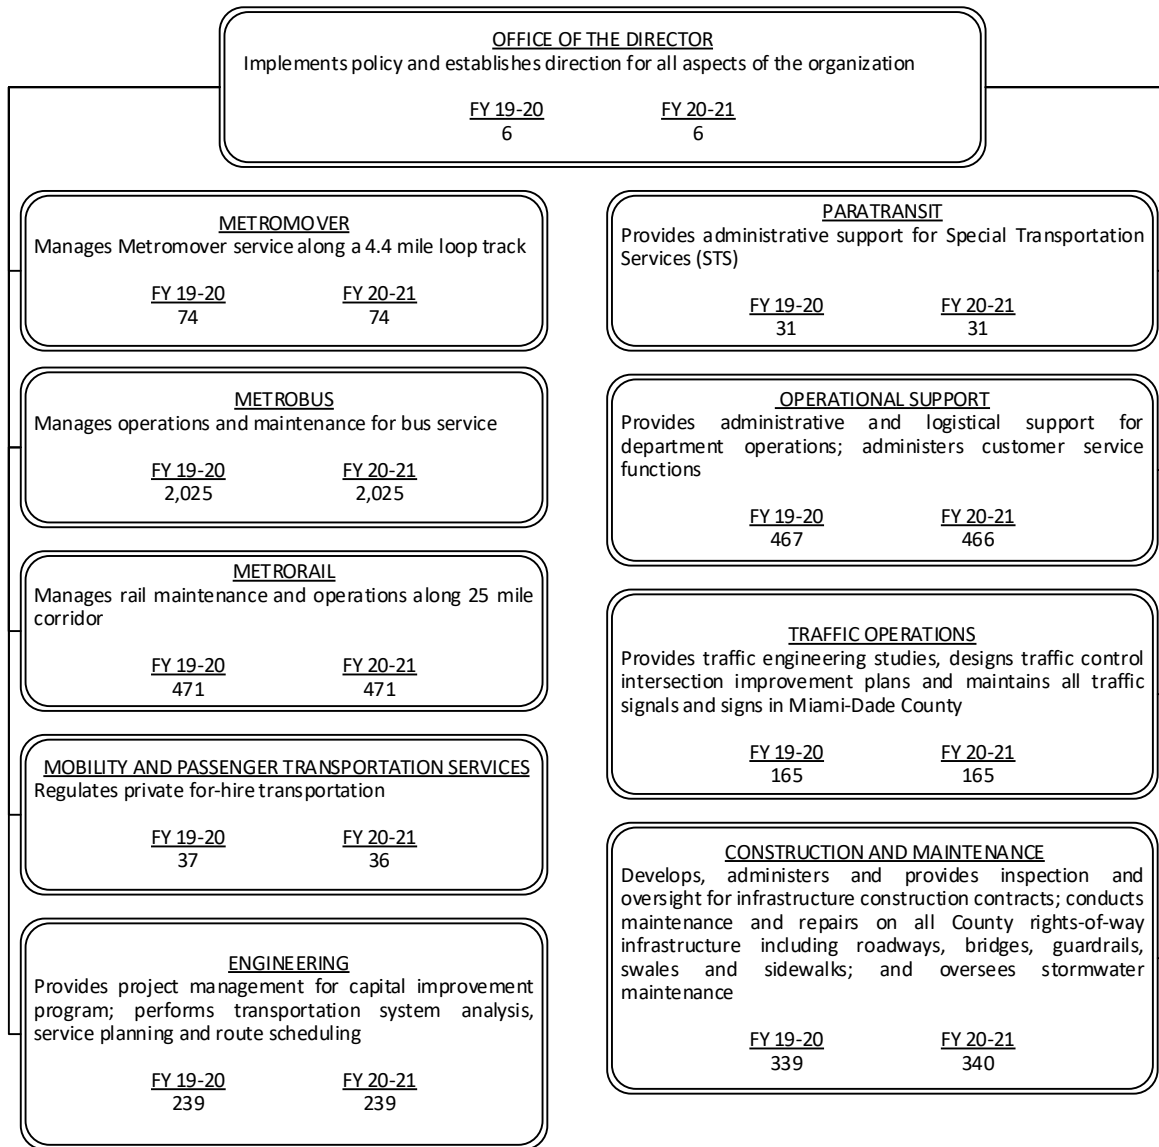 OFFICE OF THE DIRECTOR
Implements policy and establishes direction for all aspects of the organization
FY 19-20 FY 20-21
6 6
METROMOVER
Manages Metromover service along a 4.4 mile loop track
FY 19-20 FY 20-21
74 74
METROBUS
Manages operations and maintenance for bus service
FY 19-20 FY 20-21
2,025 2,025
METRORAIL
Manages rail maintenance and operations along 25 mile
corridor
FY 19-20 FY 20-21
471 471
MOBILITY AND PASSENGER TRANSPORTATION SERVICES
Regulates private for-hire transportation
FY 19-20 FY 20-21
37 36
ENGINEERING
Provides project management for capital improvement
program; performs transportation system analysis,
service planning and route scheduling
FY 19-20 FY 20-21
239 239
PARATRANSIT
Provides administrative support for Special Transportation
Services (STS)
FY 19-20 FY 20-21
31 31
OPERATIONAL SUPPORT
Provides administrative and logistical support for
department operations; administers customer service
functions
FY 19-20 FY 20-21
467 466
TRAFFIC OPERATIONS
Provides traffic engineering studies, designs traffic control
intersection improvement plans and maintains all traffic
signals and signs in Miami-Dade County
FY 19-20 FY 20-21
165 165
CONSTRUCTION AND MAINTENANCE
Develops, administers and provides inspection and
oversight for infrastructure construction contracts; conducts
maintenance and repairs on all County rights-of-way
infrastructure including roadways, bridges, guardrails,
swales and sidewalks; and oversees stormwater
maintenance
FY 19-20 FY 20-21
339 340